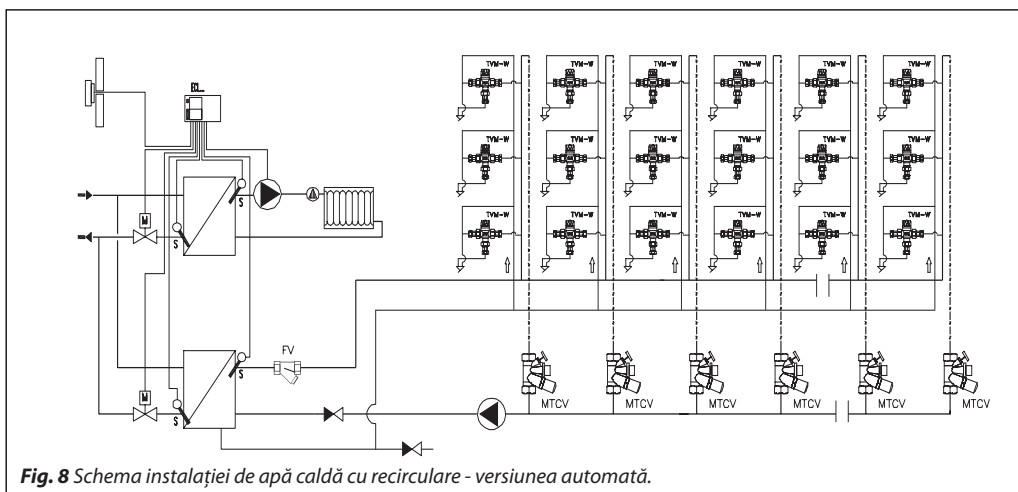 TVM-W TVM-W TVM-W TVM-W TVM-W TVM-W
ECL...
TVM-W TVM-W TVM-W TVM-W TVM-W TVM-W
M
S
S
TVM-W TVM-W TVM-W TVM-W TVM-W TVM-W
FV
M
S
S
MTCV MTCV MTCV MTCV MTCV MTCV
Fig. 8 Schema instalației de apă caldă cu recirculare - versiunea automată.